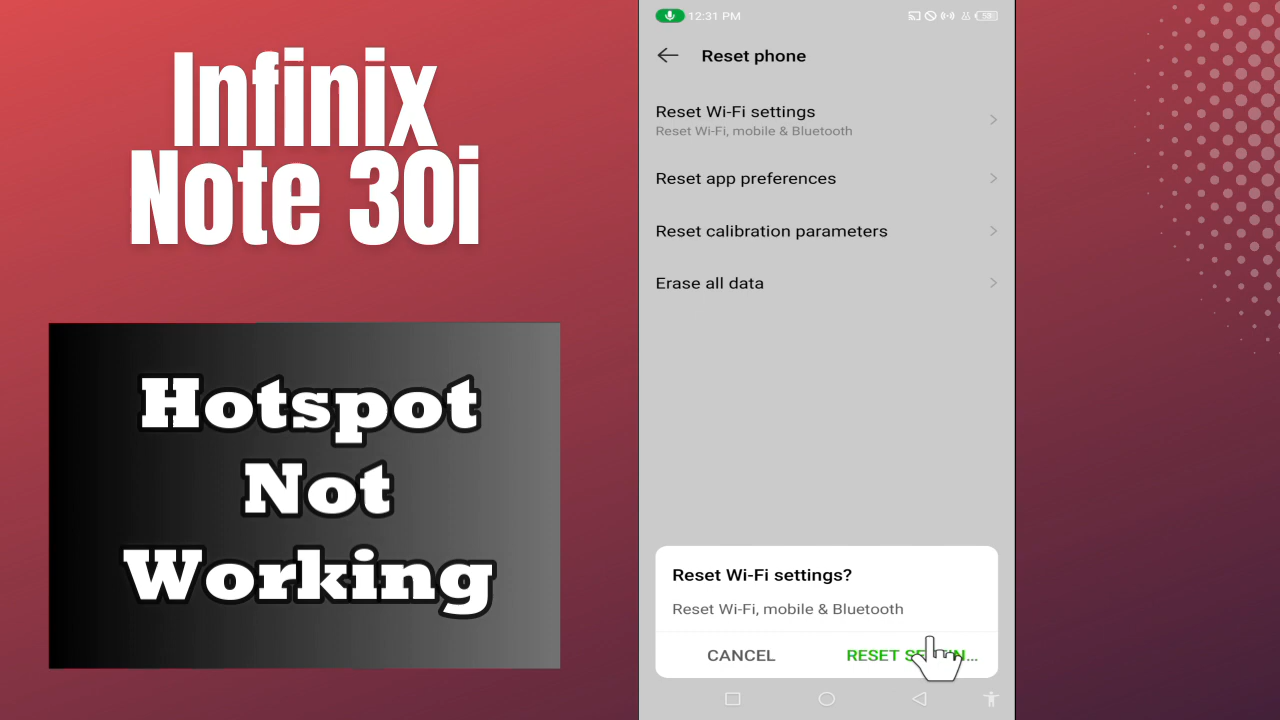 Infinix
Note 30i
Hotspot
Not
Working
12:31 PM
Reset phone
Reset Wi-Fi settings
Reset Wi-Fi, mobile & Bluetooth
Reset app preferences
Reset calibration parameters
Erase all data
Reset Wi-Fi settings?
Reset Wi-Fi, mobile & Bluetooth
CANCEL
RESET